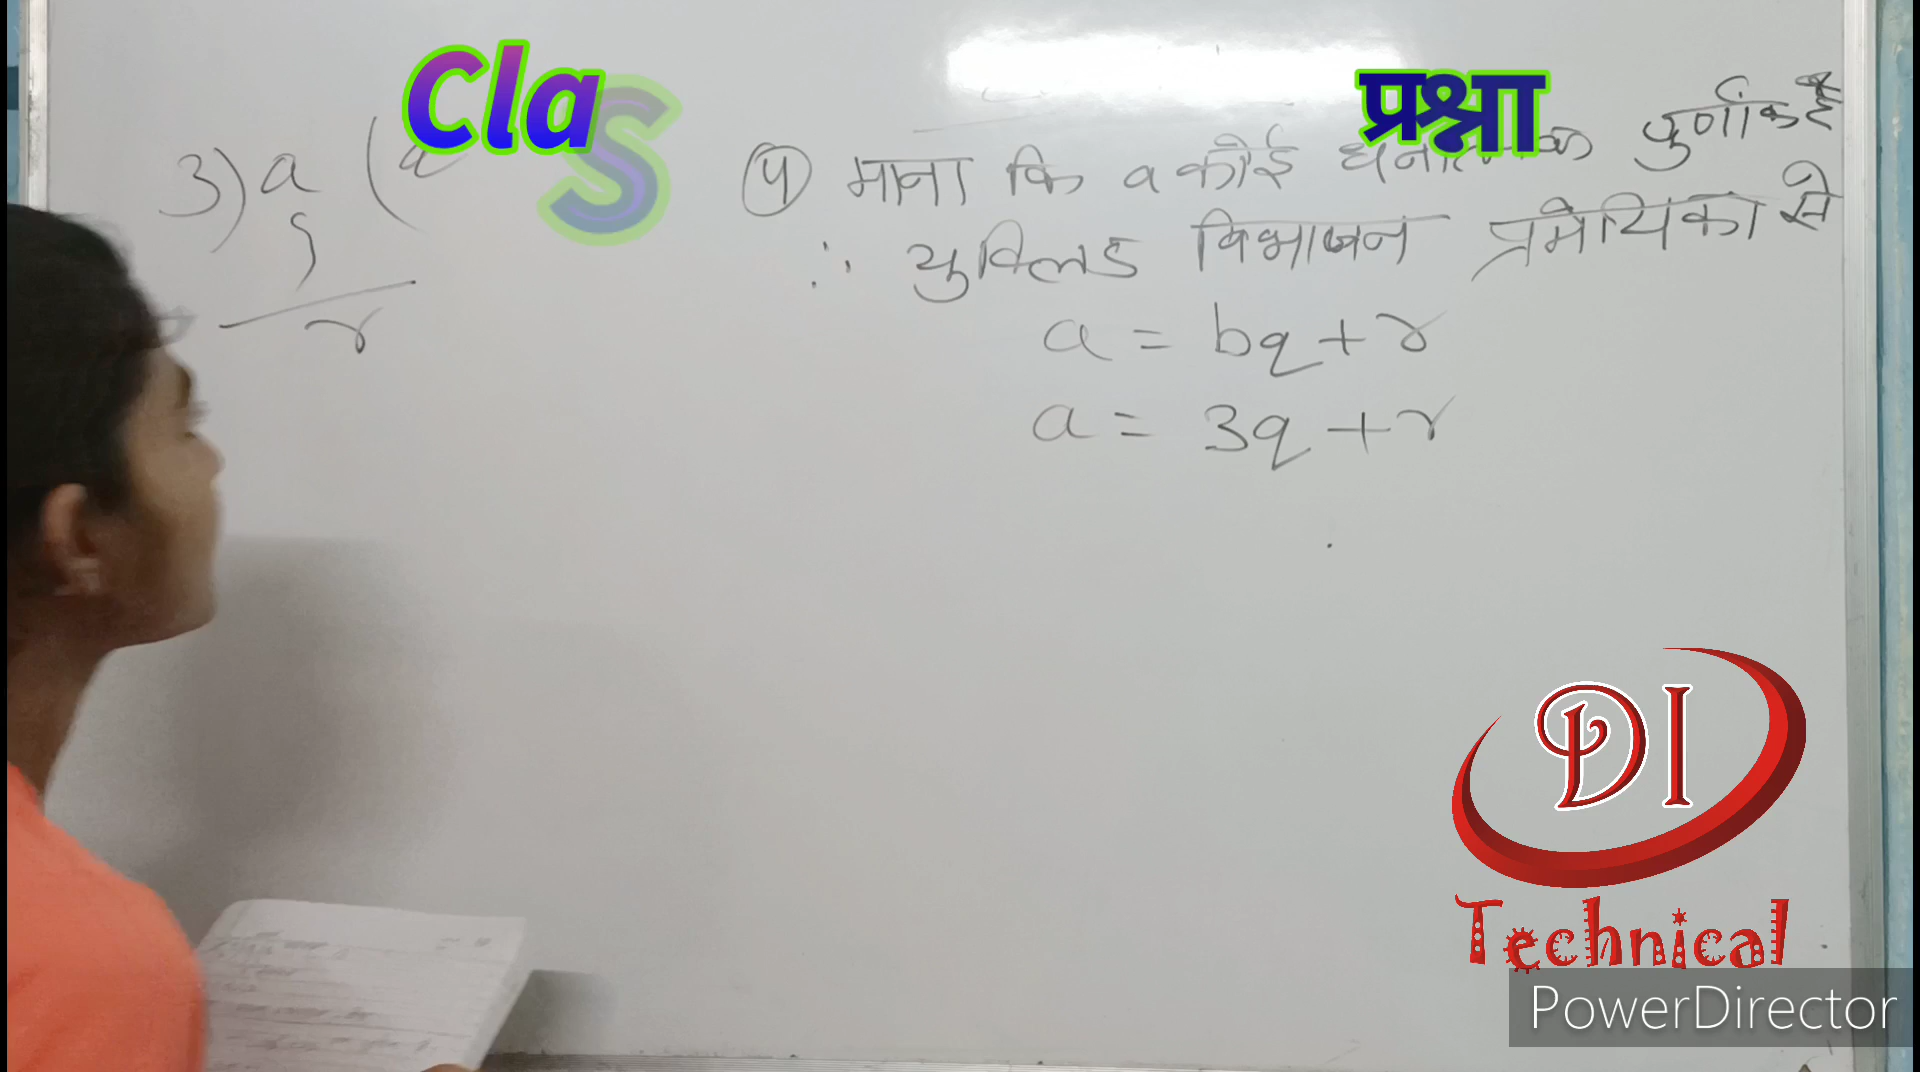 Cla S
प्रश्ना
3) a (
r
④ माना कि a कोई धनात्मक पुर्णांक है
∴ युक्लिड विभाजन प्रमेयिका से
a = bq + r
a = 3q + r
DI
Technical
PowerDirector